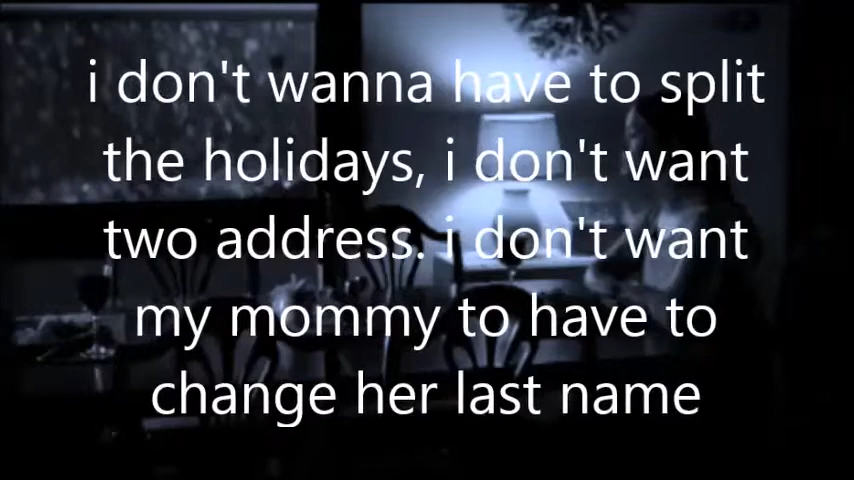 i don't wanna have to split
the holidays, i don't want
two address. i don't want
my mommy to have to
change her last name